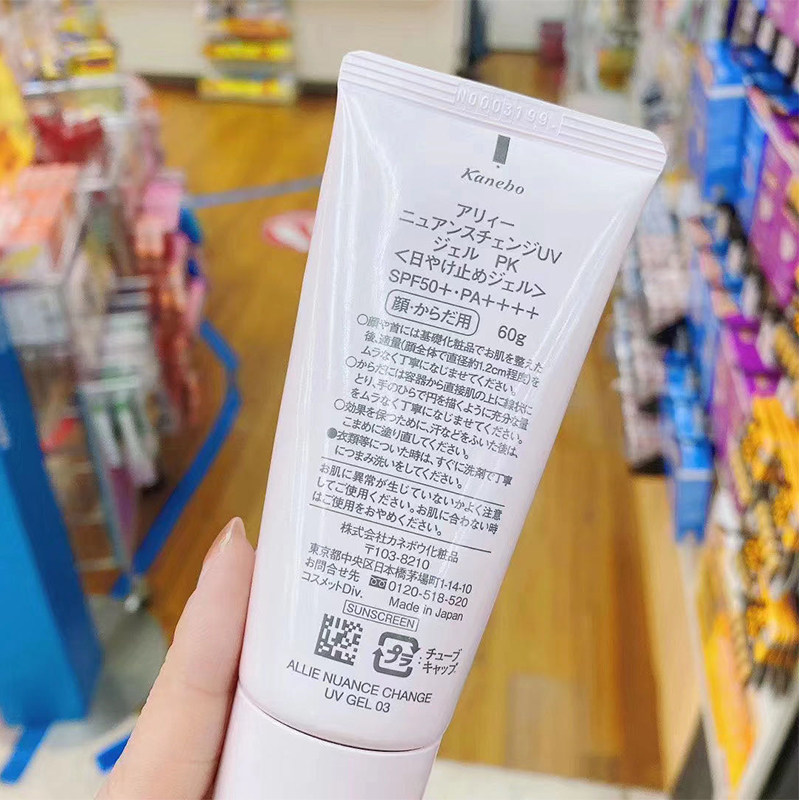 N0003199
Kanebo
アリィー
ニュアンスチェンジUV
ジェル PK
<日やけ止めジェル>
SPF50+・PA++++
顔・からだ用 60g
○顔や首には基礎化粧品でお肌を整えた
後、適量(顔全体で直径約1.2cm程度)を
ムラなく丁寧になじませてください。
○からだには容器から直接肌の上に線状に
とり、手のひらで円を描くように充分な量
をムラなく丁寧になじませてください。
○効果を保つために、汗などをふいた後は、
こまめに塗り直してください。
●衣類等についた時は、すぐに洗剤で丁寧
につまみ洗いをしてください。
お肌に異常が生じていないかよく注意
してご使用ください。お肌に合わない時
はご使用をおやめください。
株式会社カネボウ化粧品
〒103-8210
東京都中央区日本橋茅場町1-14-10
お問合せ先 0120-518-520
コスメットDiv. Made in Japan
SUNSCREEN
プラ :チューブ
キャップ
ALLIE NUANCE CHANGE
UV GEL 03